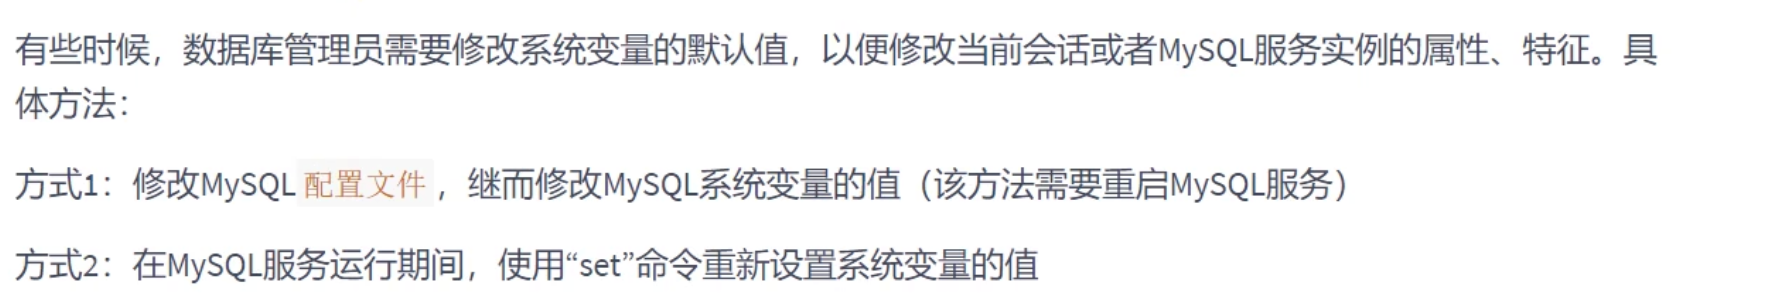 有些时候，数据库管理员需要修改系统变量的默认值，以便修改当前会话或者MySQL服务实例的属性、特征。具
体方法：
方式1：修改MySQL 配置文件 ，继而修改MySQL系统变量的值（该方法需要重启MySQL服务）
方式2：在MySQL服务运行期间，使用“set”命令重新设置系统变量的值